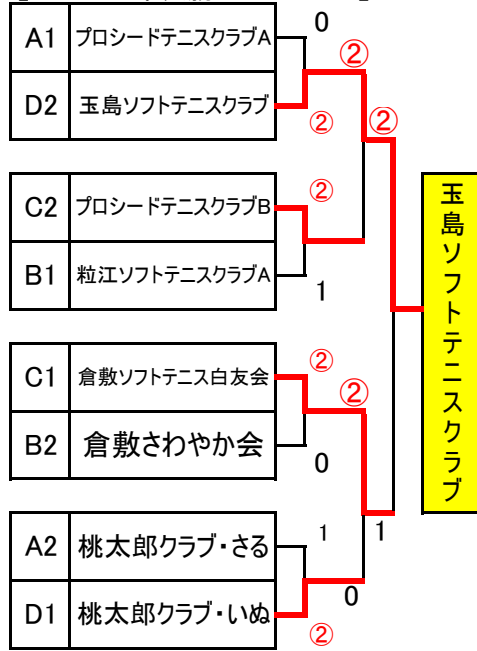 A1 プロシードテニスクラブA 0
②
D2 玉島ソフトテニスクラブ ②
②
C2 プロシードテニスクラブB ②
B1 粒江ソフトテニスクラブA 1
玉島ソフトテニスクラブ
C1 倉敷ソフトテニス白友会 ②
②
B2 倉敷さわやか会 0
A2 桃太郎クラブ・さる 1
1
0
D1 桃太郎クラブ・いぬ ②